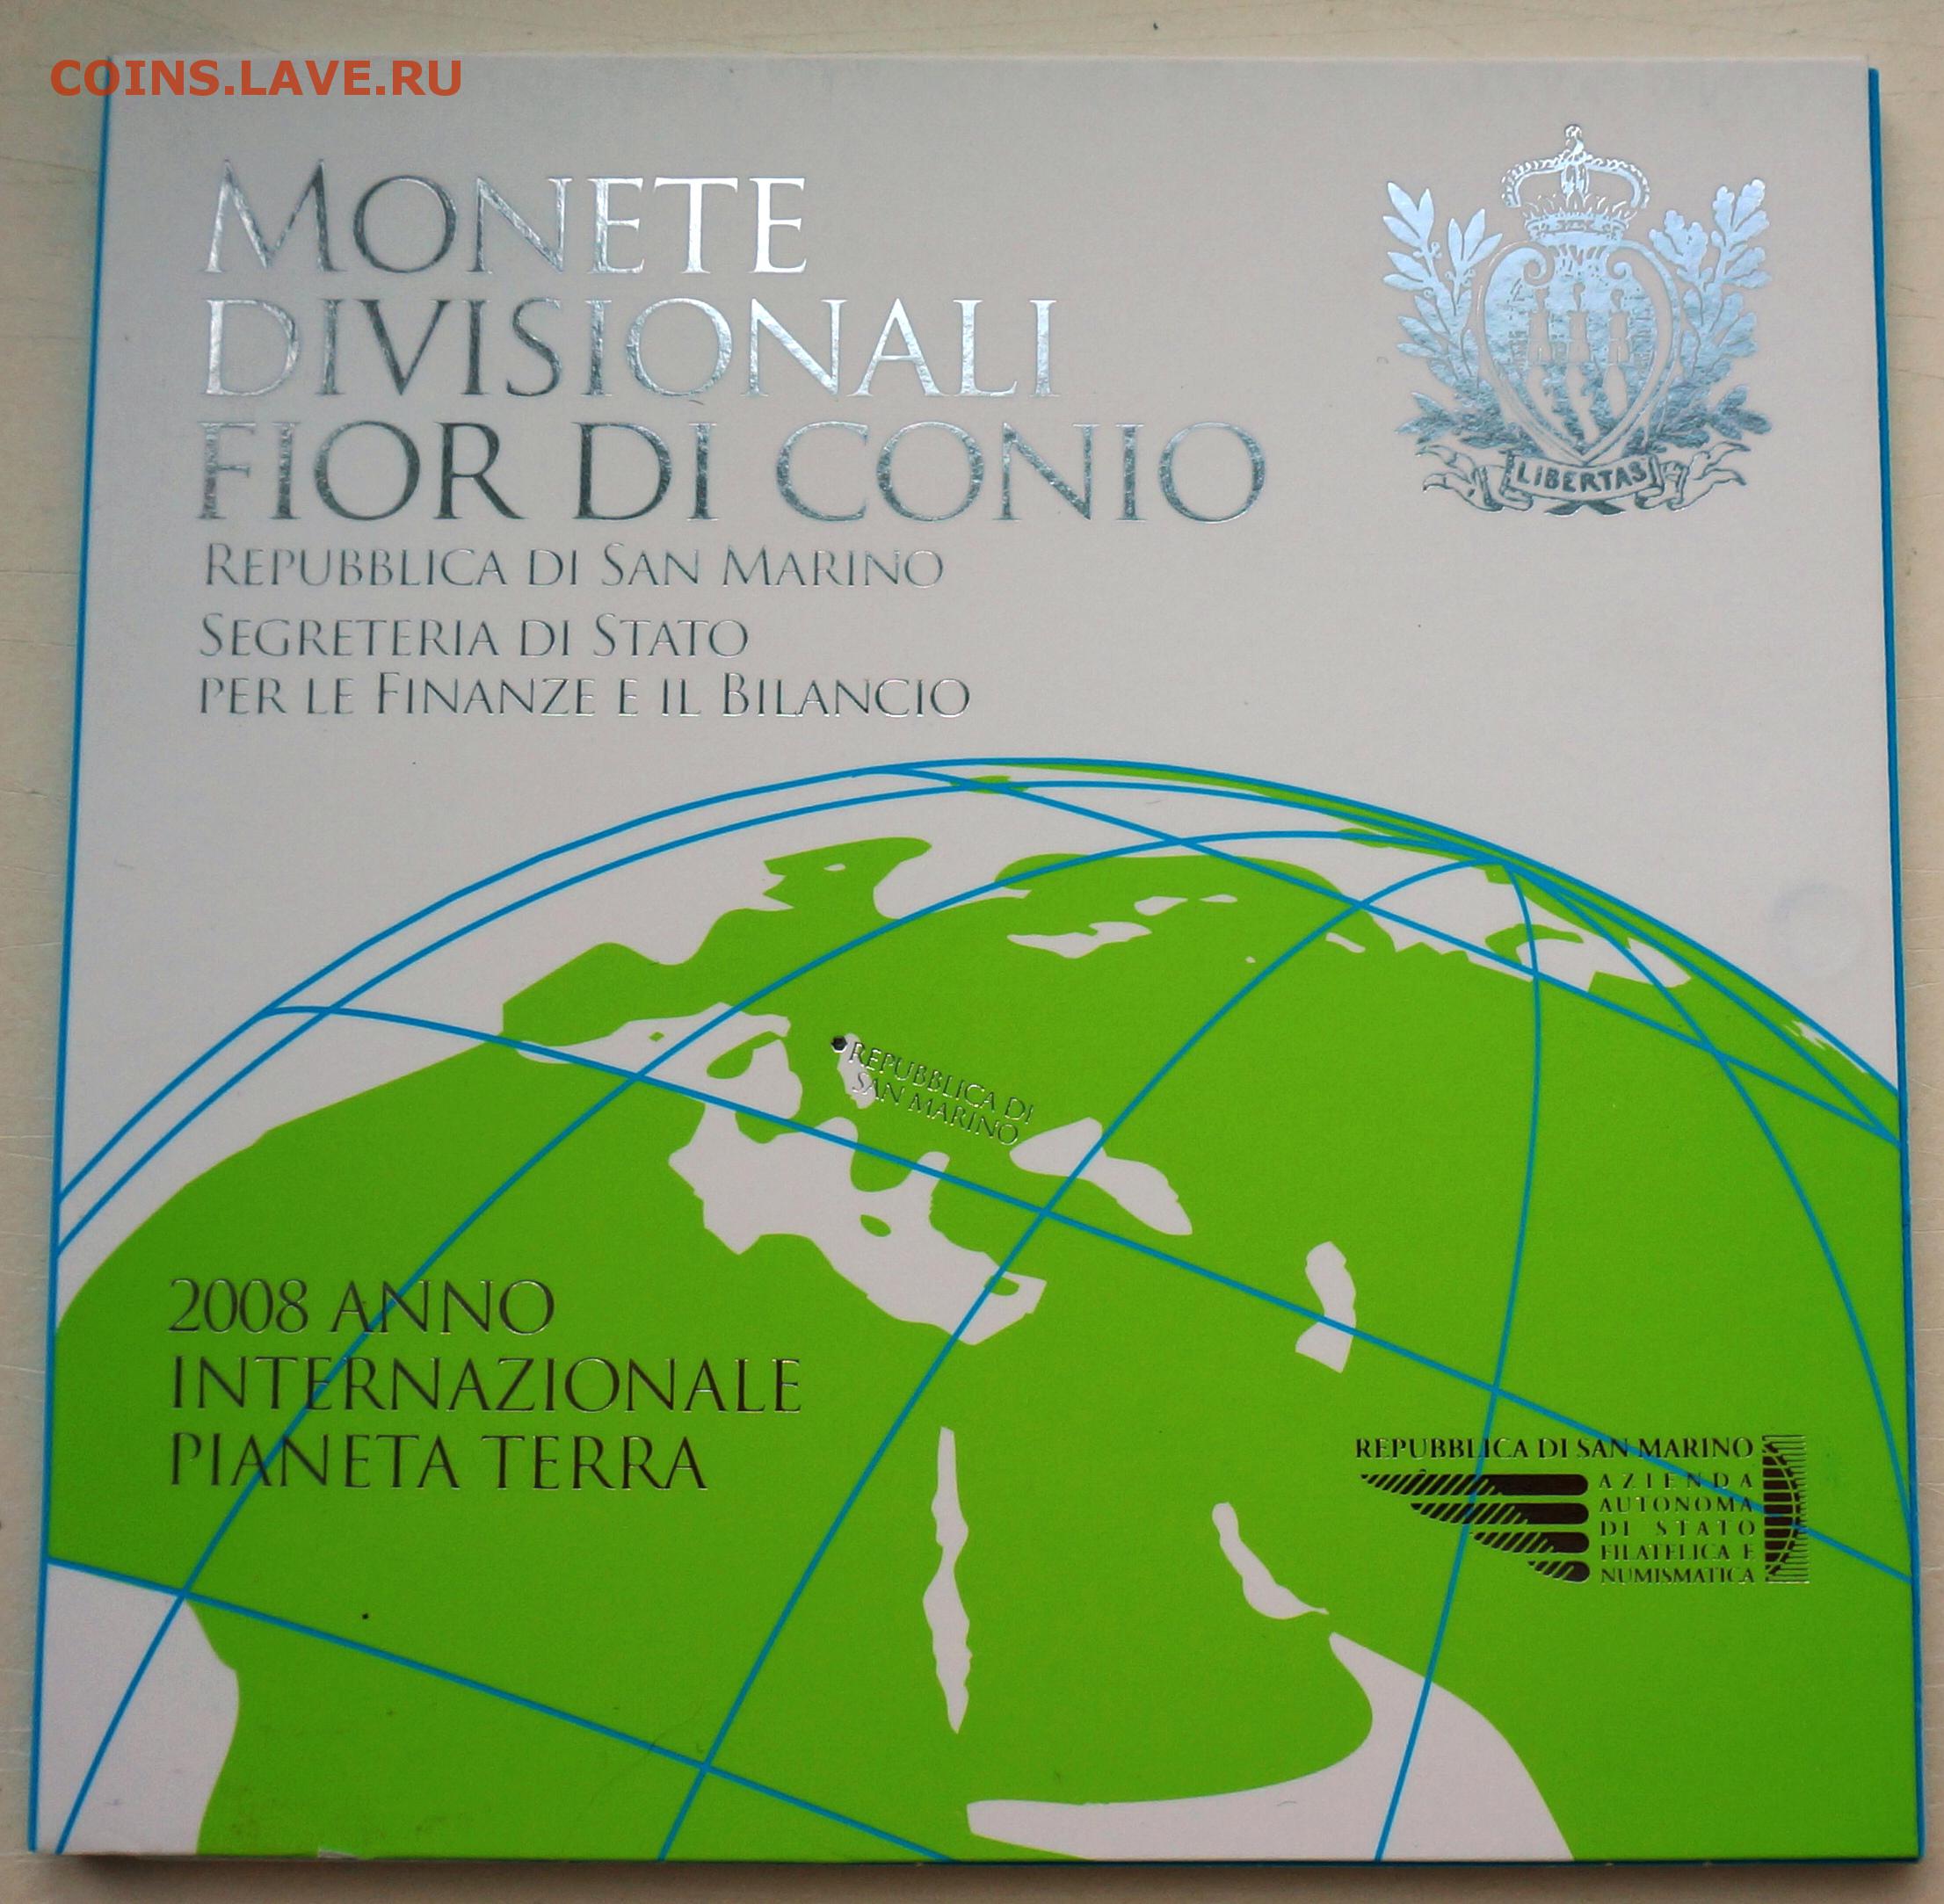 COINS.LAVE.RU
MONETE
DIVISIONALI
FIOR DI CONIO
REPUBBLICA DI SAN MARINO
SEGRETERIA DI STATO
PER LE FINANZE E IL BILANCIO
LIBERTAS
REPUBBLICA DI
SAN MARINO
2008 ANNO
INTERNAZIONALE
PIANETA TERRA
REPUBBLICA DI SAN MARINO
AZIENDA
AUTONOMA
DI STATO
FILATELICA E
NUMISMATICA